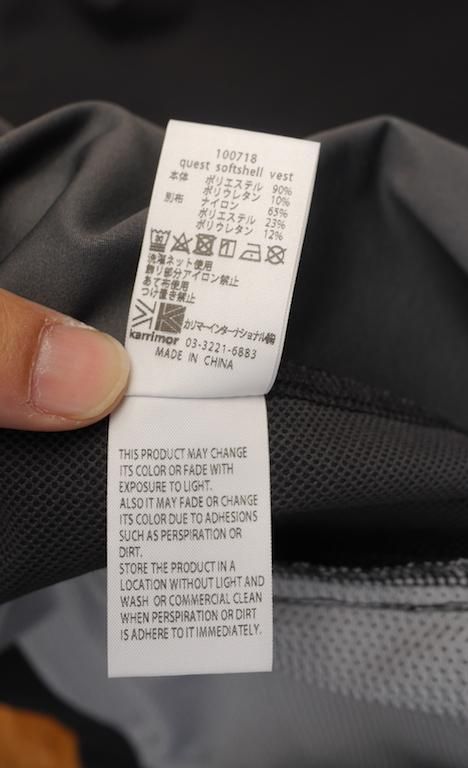 100718
quest softshell vest
本体 ポリエステル 90%
ポリウレタン 10%
別布 ナイロン 65%
ポリエステル 23%
ポリウレタン 12%
洗濯ネット使用
飾り部分アイロン禁止
あて布使用
つけ置き禁止
カリマーインターナショナル㈱
karrimor 03-3221-6883
MADE IN CHINA
THIS PRODUCT MAY CHANGE
ITS COLOR OR FADE WITH
EXPOSURE TO LIGHT.
ALSO IT MAY FADE OR CHANGE
ITS COLOR DUE TO ADHESIONS
SUCH AS PERSPIRATION OR
DIRT.
STORE THE PRODUCT IN A
LOCATION WITHOUT LIGHT AND
WASH OR COMMERCIAL CLEAN
WHEN PERSPIRATION OR DIRT
IS ADHERE TO IT IMMEDIATELY.